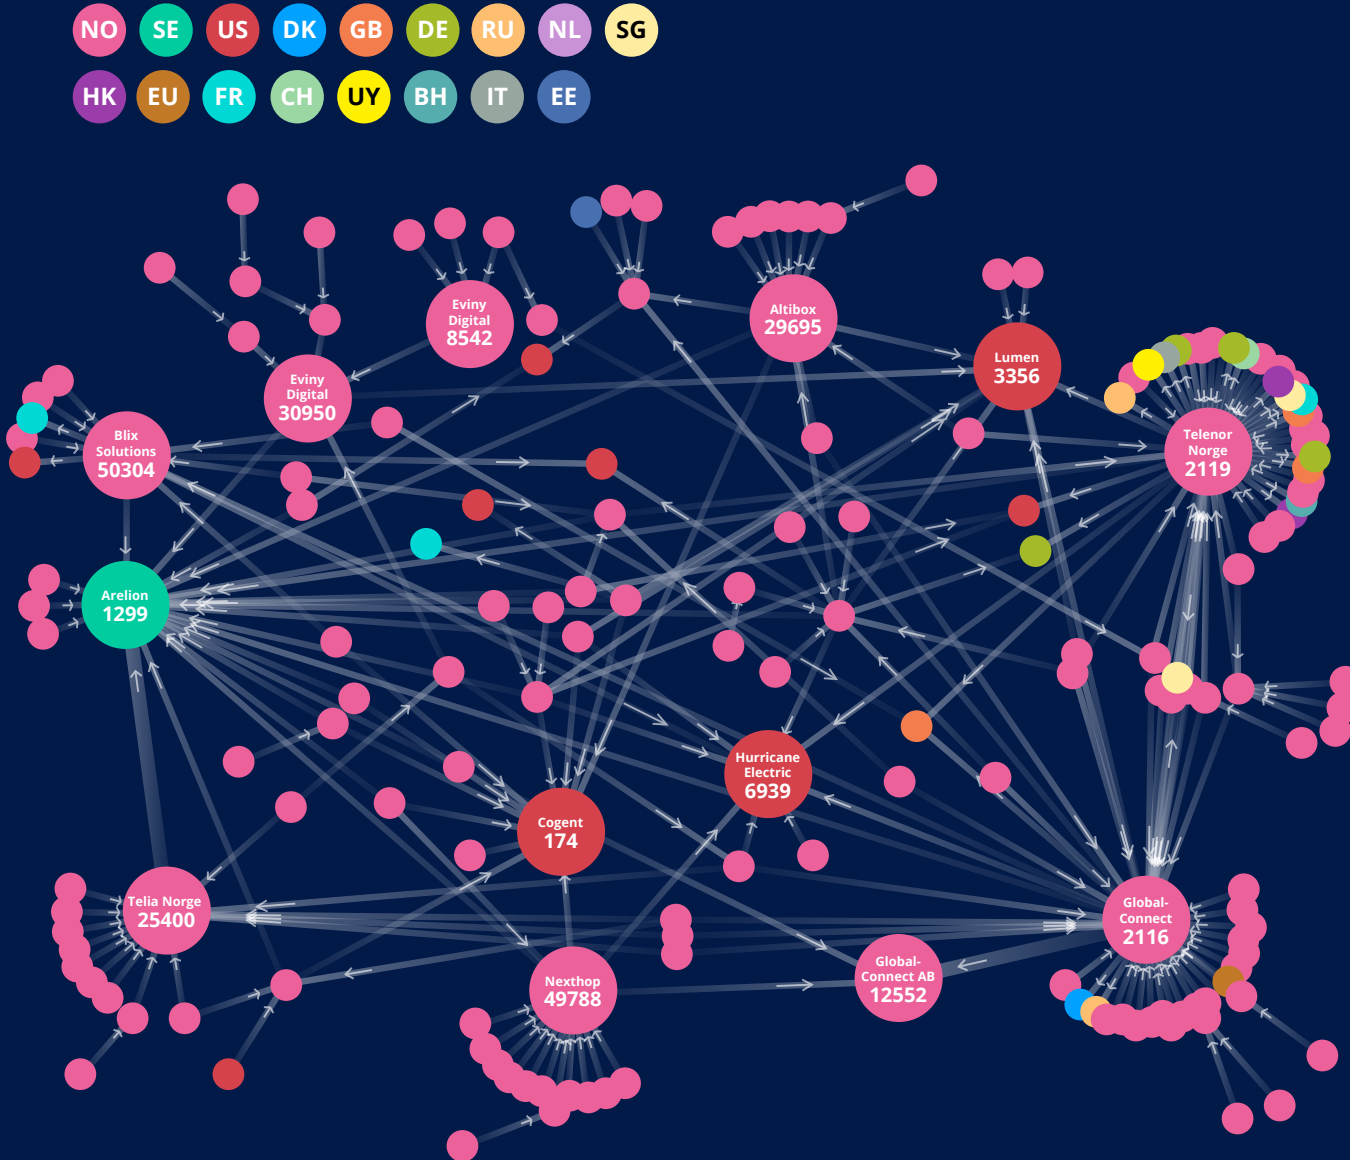 NO SE US DK GB DE RU NL SG
HK EU FR CH UY BH IT EE
Eviny
Digital
8542
Altibox
29695
Lumen
3356
Eviny
Digital
30950
Blix
Solutions
50304
Telenor
Norge
2119
Arelion
1299
Hurricane
Electric
6939
Cogent
174
Telia Norge
25400
Global-
Connect
2116
Nexthop
49788
Global-
Connect AB
12552